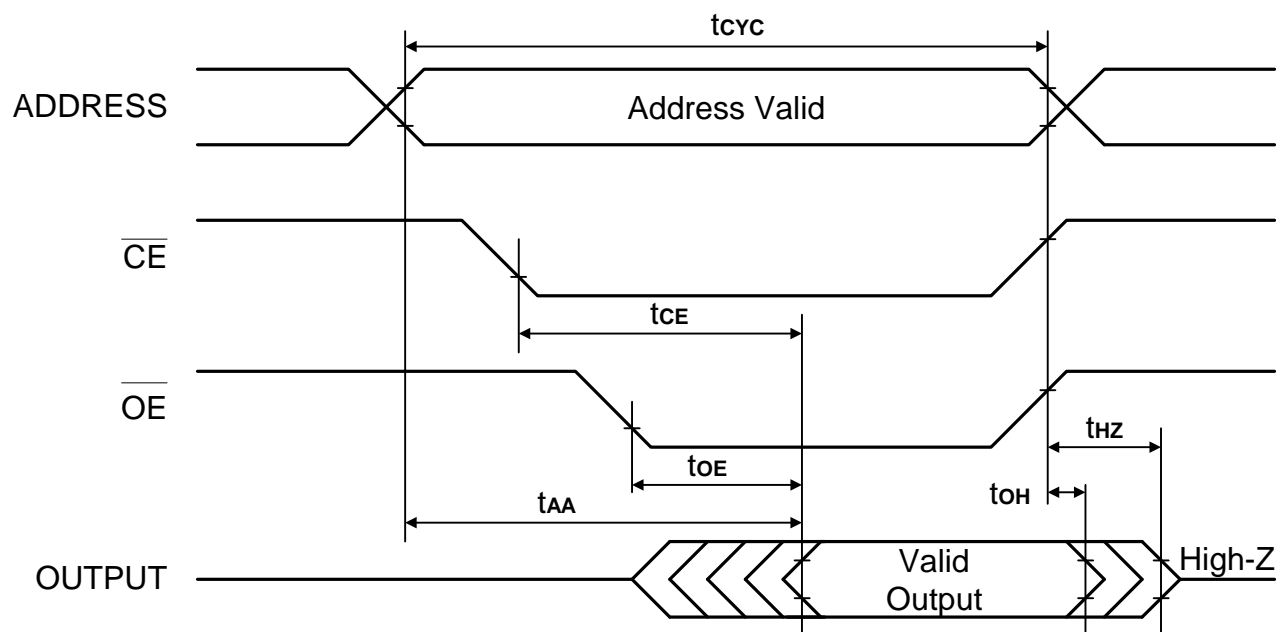 tCYC
ADDRESS
Address Valid
CE
tCE
OE
tHZ
tOE
tOH
tAA
OUTPUT
Valid
Output
High-Z